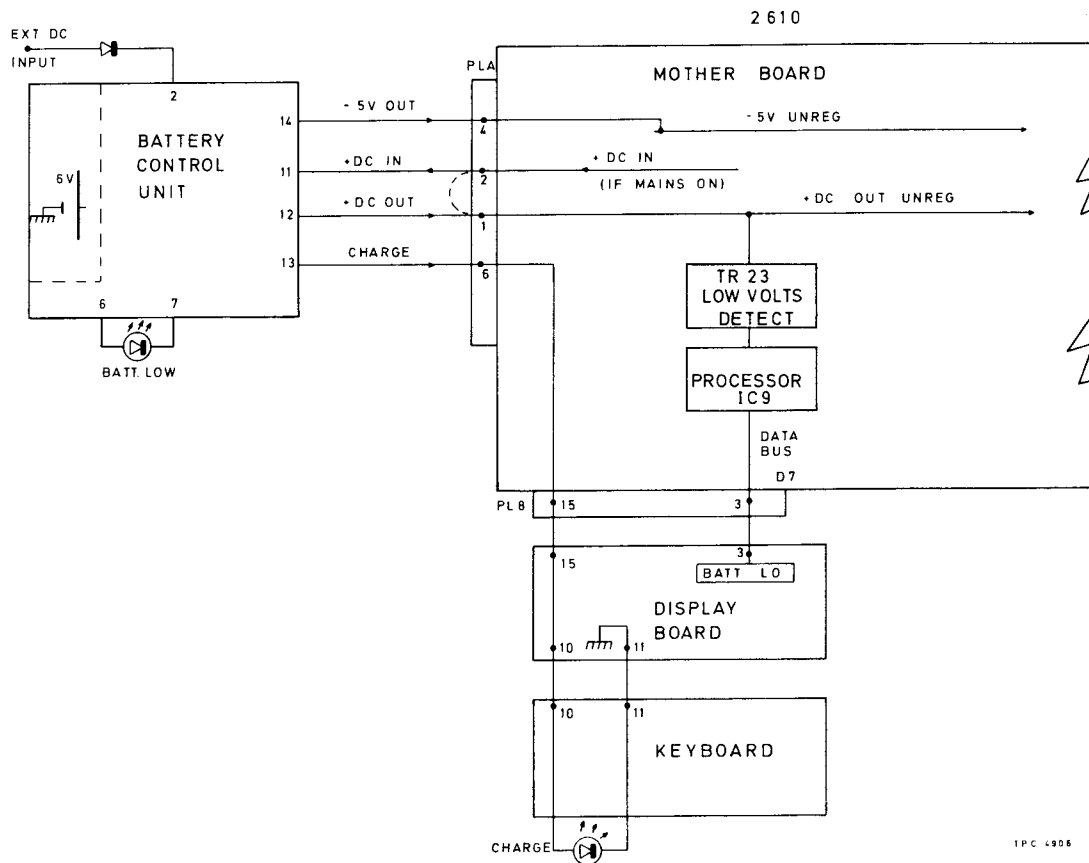 2610
EXT DC
INPUT
2
BATTERY
CONTROL
UNIT
6V
14
11
12
13
6
7
BATT. LOW
- 5V OUT
+DC IN
+DC OUT
CHARGE
PLA
4
2
1
6
MOTHER BOARD
- 5V UNREG
+ DC IN
(IF MAINS ON)
+DC OUT UNREG
TR 23
LOW VOLTS
DETECT
PROCESSOR
IC9
DATA
BUS
D7
PL8
15
3
15
3
BATT LO
DISPLAY
BOARD
10
11
10
11
KEYBOARD
CHARGE
TPC 4906